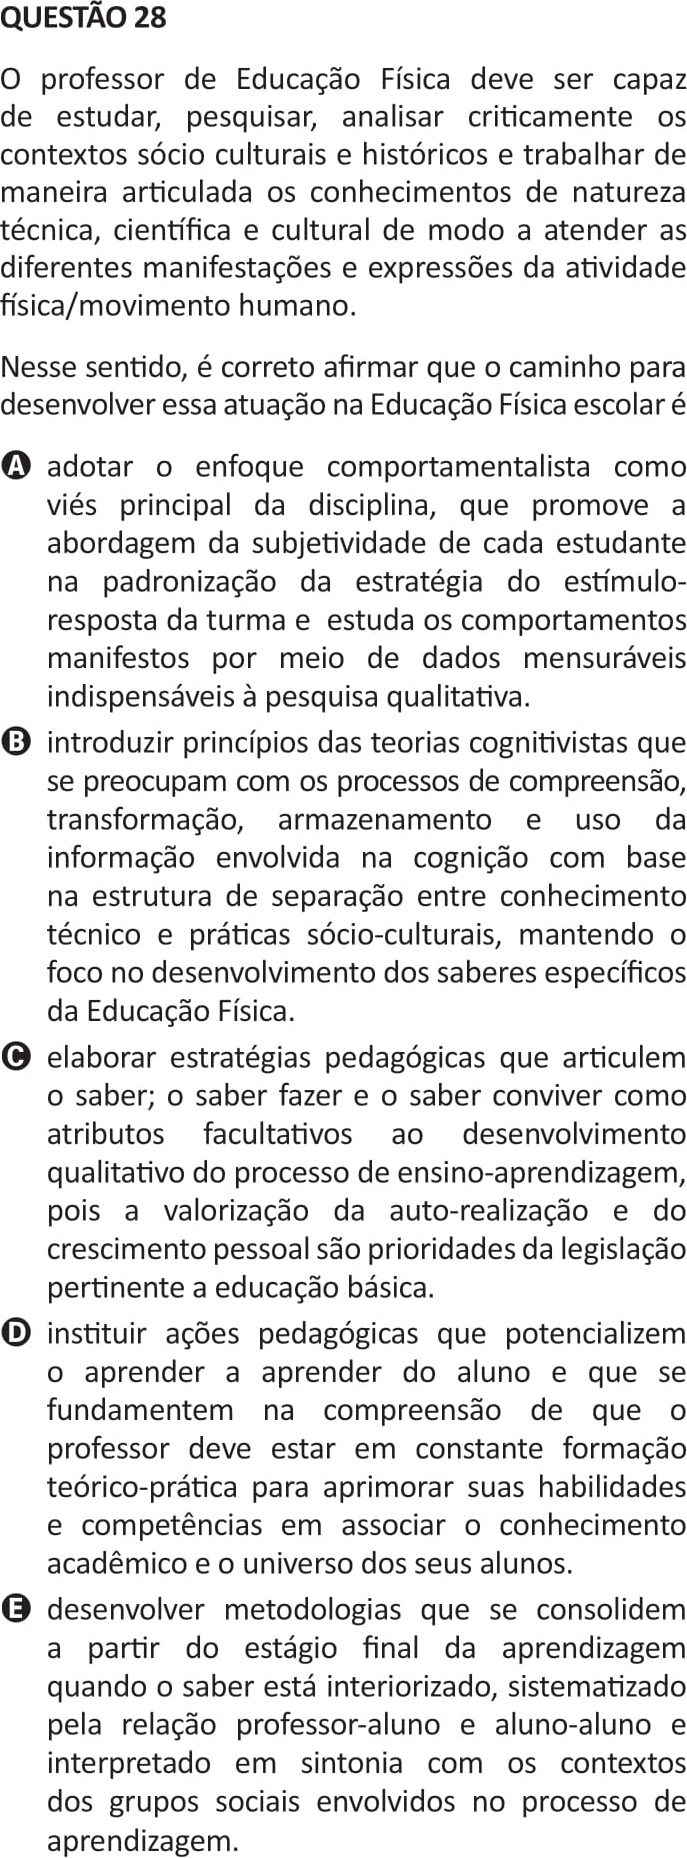 QUESTÃO 28
O professor de Educação Física deve ser capaz
de estudar, pesquisar, analisar criticamente os
contextos sócio culturais e históricos e trabalhar de
maneira articulada os conhecimentos de natureza
técnica, científica e cultural de modo a atender as
diferentes manifestações e expressões da atividade
física/movimento humano.
Nesse sentido, é correto afirmar que o caminho para
desenvolver essa atuação na Educação Física escolar é
A adotar o enfoque comportamentalista como
viés principal da disciplina, que promove a
abordagem da subjetividade de cada estudante
na padronização da estratégia do estímulo-
resposta da turma e estuda os comportamentos
manifestos por meio de dados mensuráveis
indispensáveis à pesquisa qualitativa.
B introduzir princípios das teorias cognitivistas que
se preocupam com os processos de compreensão,
transformação, armazenamento e uso da
informação envolvida na cognição com base
na estrutura de separação entre conhecimento
técnico e práticas sócio-culturais, mantendo o
foco no desenvolvimento dos saberes específicos
da Educação Física.
C elaborar estratégias pedagógicas que articulem
o saber; o saber fazer e o saber conviver como
atributos facultativos ao desenvolvimento
qualitativo do processo de ensino-aprendizagem,
pois a valorização da auto-realização e do
crescimento pessoal são prioridades da legislação
pertinente a educação básica.
D instituir ações pedagógicas que potencializem
o aprender a aprender do aluno e que se
fundamentem na compreensão de que o
professor deve estar em constante formação
teórico-prática para aprimorar suas habilidades
e competências em associar o conhecimento
acadêmico e o universo dos seus alunos.
E desenvolver metodologias que se consolidem
a partir do estágio final da aprendizagem
quando o saber está interiorizado, sistematizado
pela relação professor-aluno e aluno-aluno e
interpretado em sintonia com os contextos
dos grupos sociais envolvidos no processo de
aprendizagem.